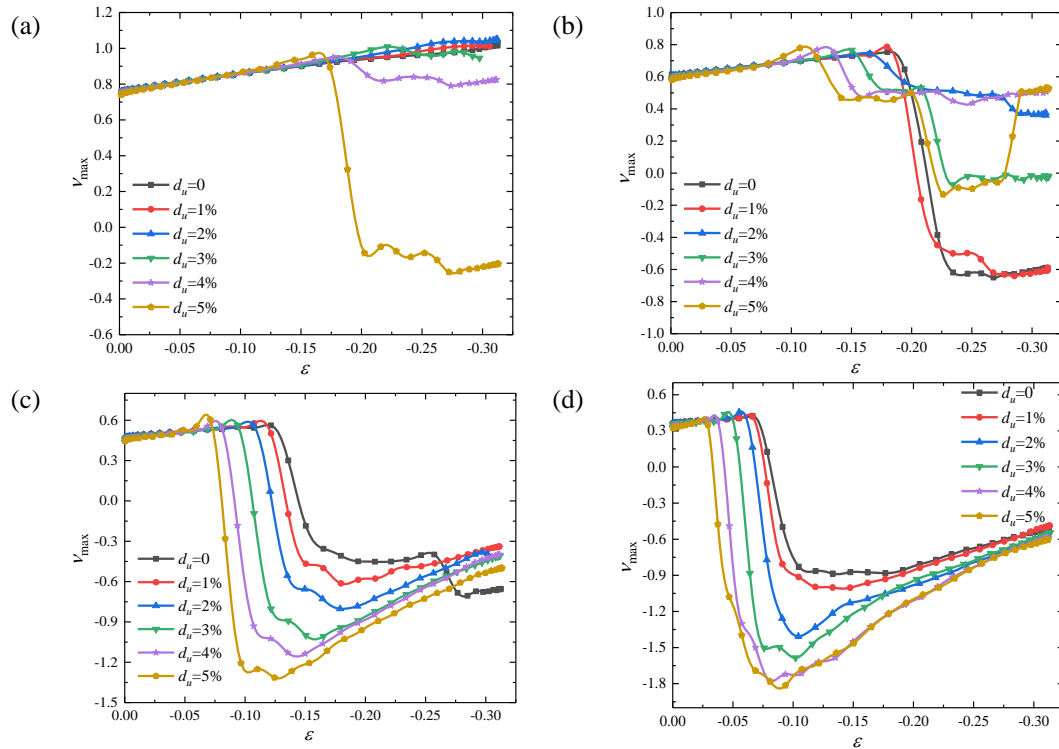 (a)
1.2
1.0
0.8
0.6
0.4
0.2
0.0
-0.2
-0.4
-0.6
ν_max
d_u=0
d_u=1%
d_u=2%
d_u=3%
d_u=4%
d_u=5%
0.00 -0.05 -0.10 -0.15 -0.20 -0.25 -0.30
ε
(b)
1.0
0.8
0.6
0.4
0.2
0.0
-0.2
-0.4
-0.6
-0.8
-1.0
ν_max
d_u=0
d_u=1%
d_u=2%
d_u=3%
d_u=4%
d_u=5%
0.00 -0.05 -0.10 -0.15 -0.20 -0.25 -0.30
ε
(c)
0.6
0.3
0.0
-0.3
-0.6
-0.9
-1.2
-1.5
ν_max
d_u=0
d_u=1%
d_u=2%
d_u=3%
d_u=4%
d_u=5%
0.00 -0.05 -0.10 -0.15 -0.20 -0.25 -0.30
ε
(d)
0.6
0.3
0.0
-0.3
-0.6
-0.9
-1.2
-1.5
-1.8
ν_max
d_u=0
d_u=1%
d_u=2%
d_u=3%
d_u=4%
d_u=5%
0.00 -0.05 -0.10 -0.15 -0.20 -0.25 -0.30
ε